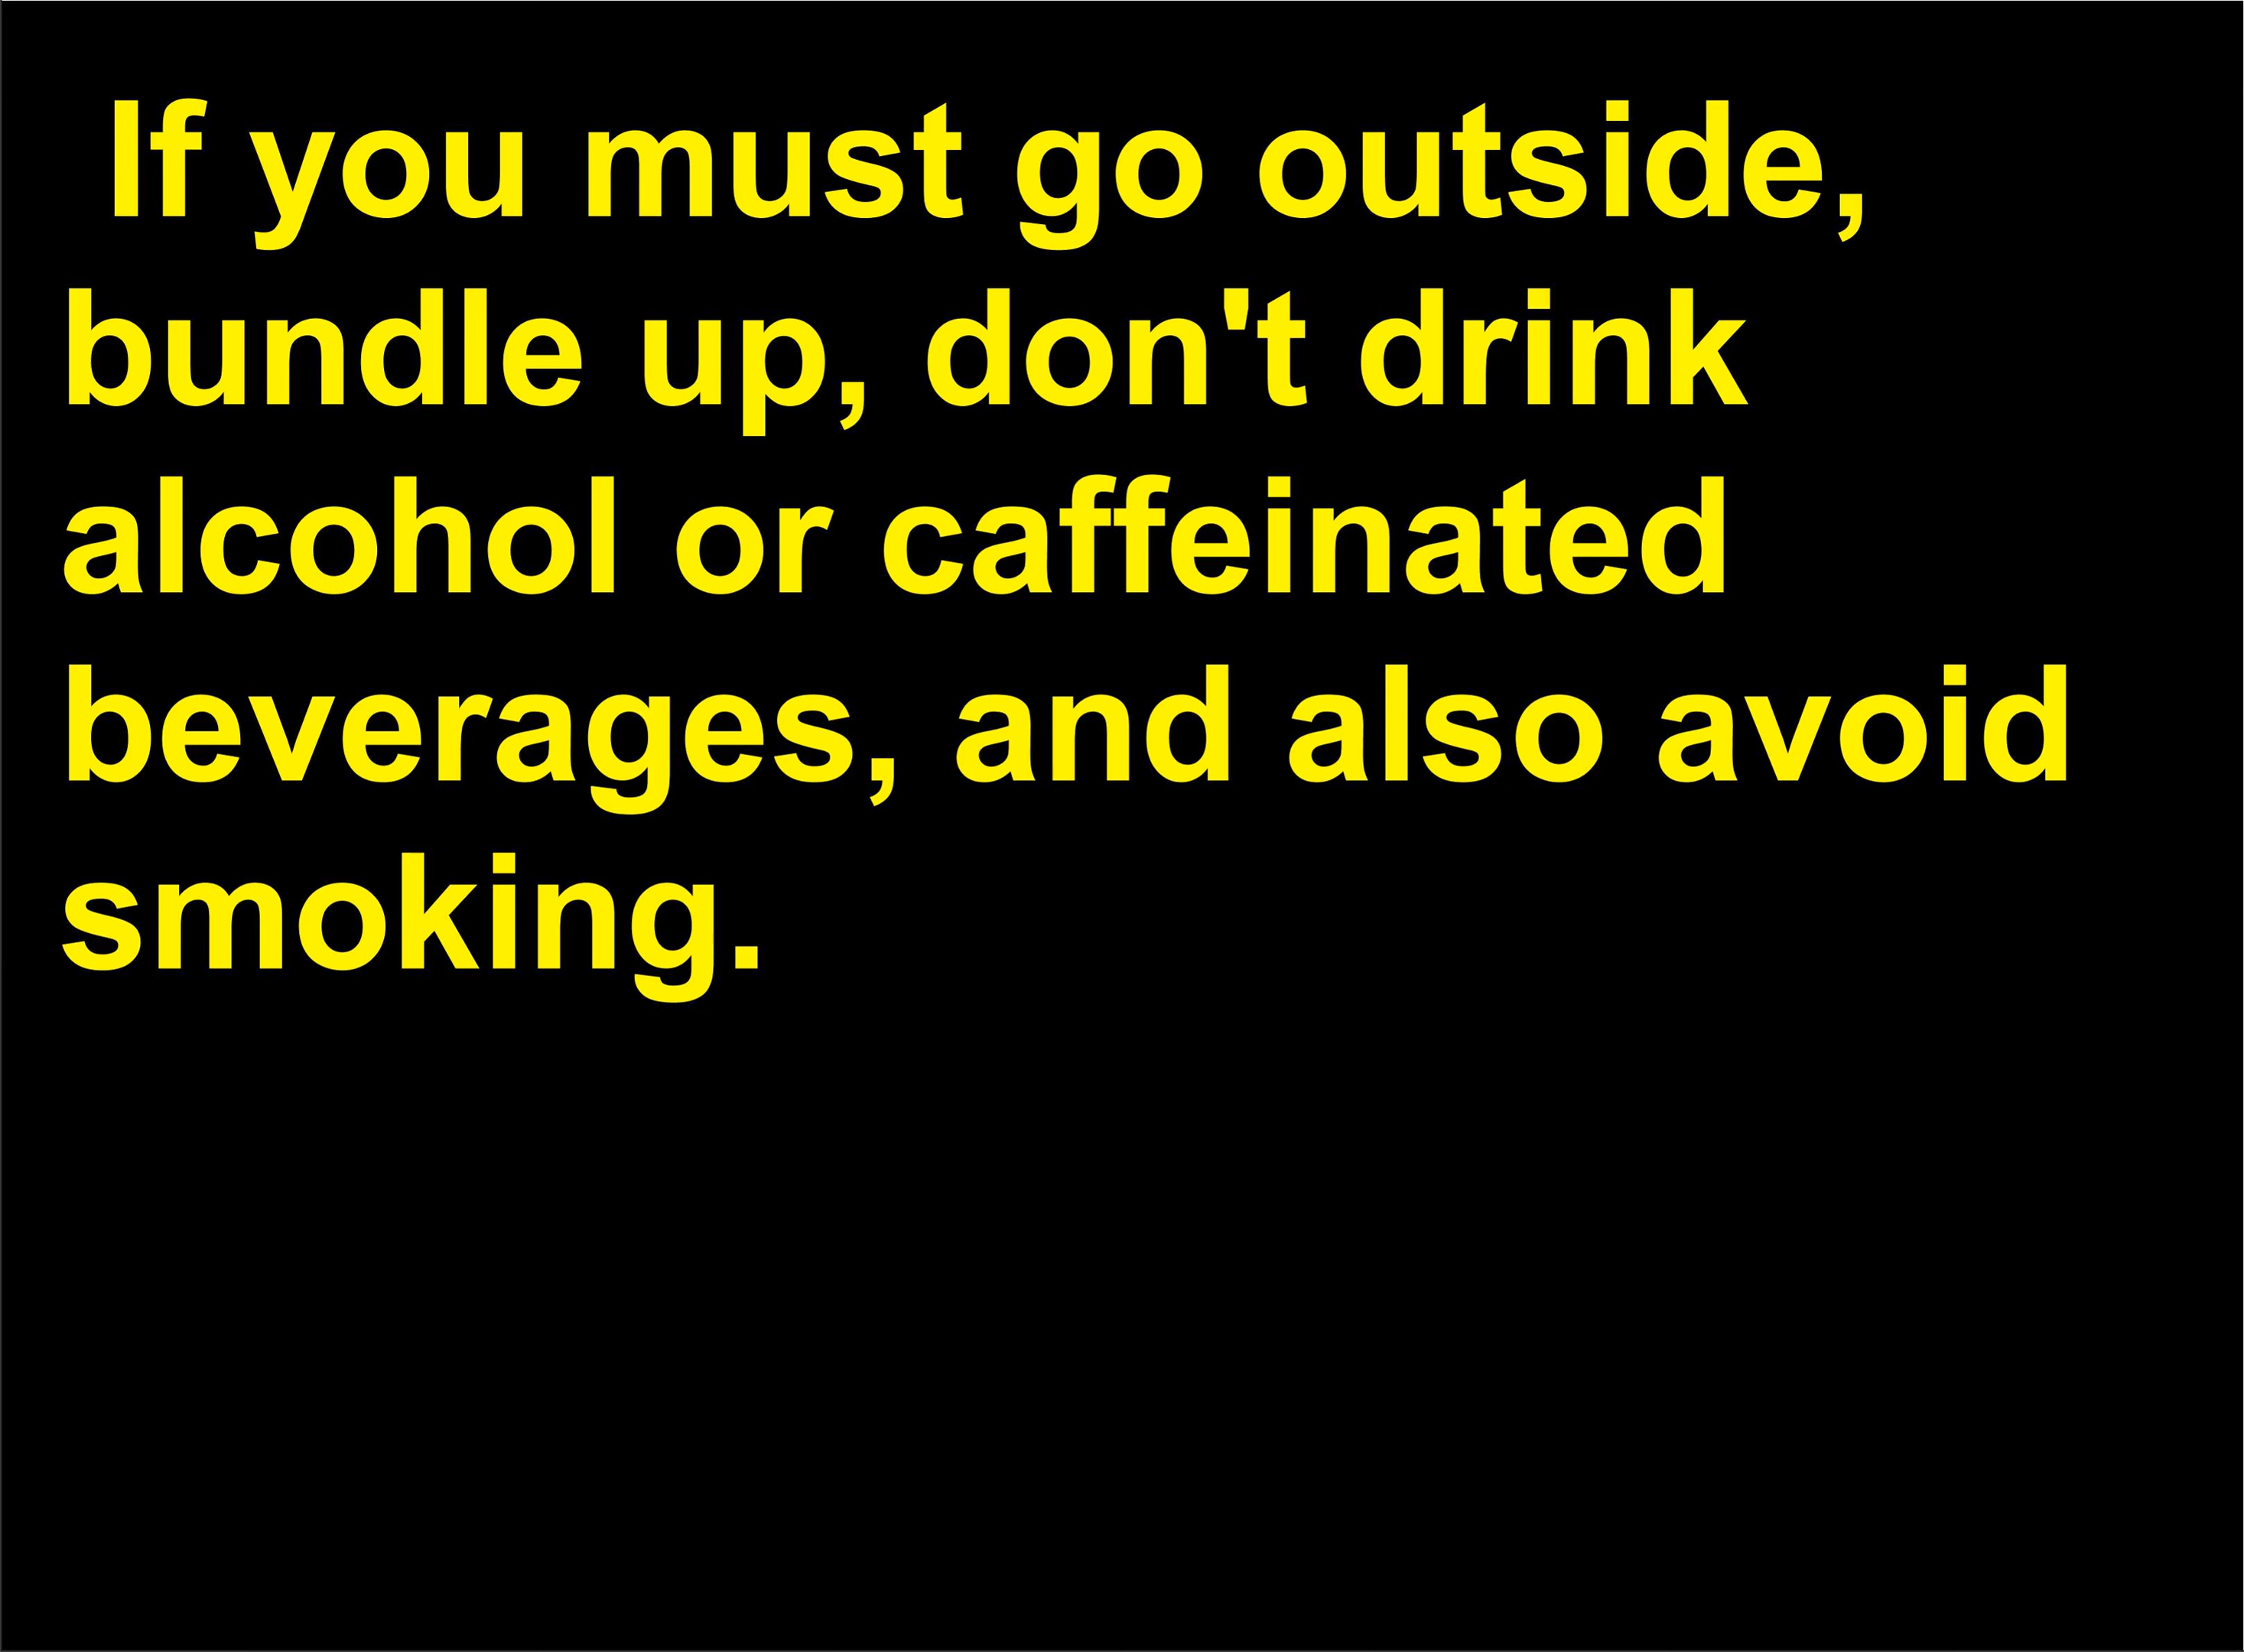 If you must go outside,
bundle up, don't drink
alcohol or caffeinated
beverages, and also avoid
smoking.